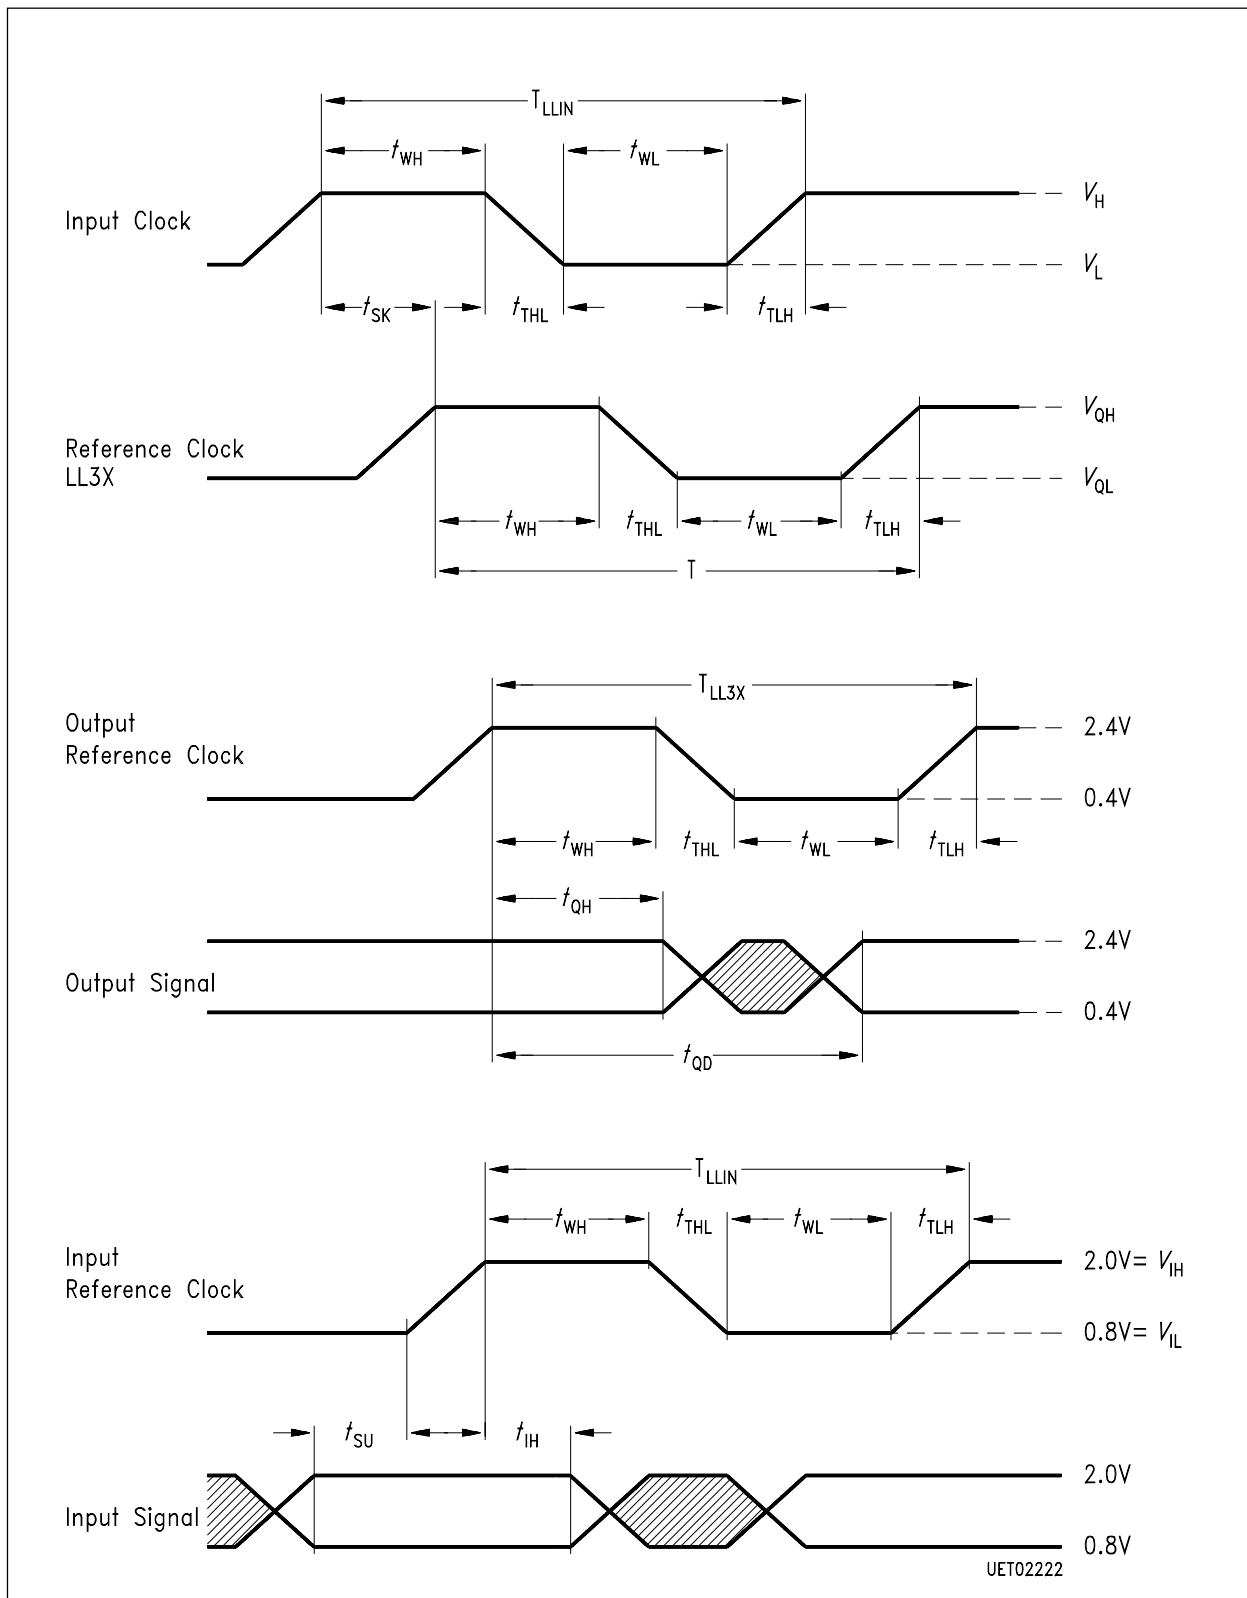 T_LLIN
t_WH t_WL
Input Clock
V_H
V_L
t_SK t_THL t_TLH
Reference Clock
LL3X
V_QH
V_QL
t_WH t_THL t_WL t_TLH
T
T_LL3X
Output
Reference Clock
2.4V
0.4V
t_WH t_THL t_WL t_TLH
t_QH
Output Signal
2.4V
0.4V
t_QD
T_LLIN
t_WH t_THL t_WL t_TLH
Input
Reference Clock
2.0V= V_IH
0.8V= V_IL
t_SU t_IH
Input Signal
2.0V
0.8V
UET02222